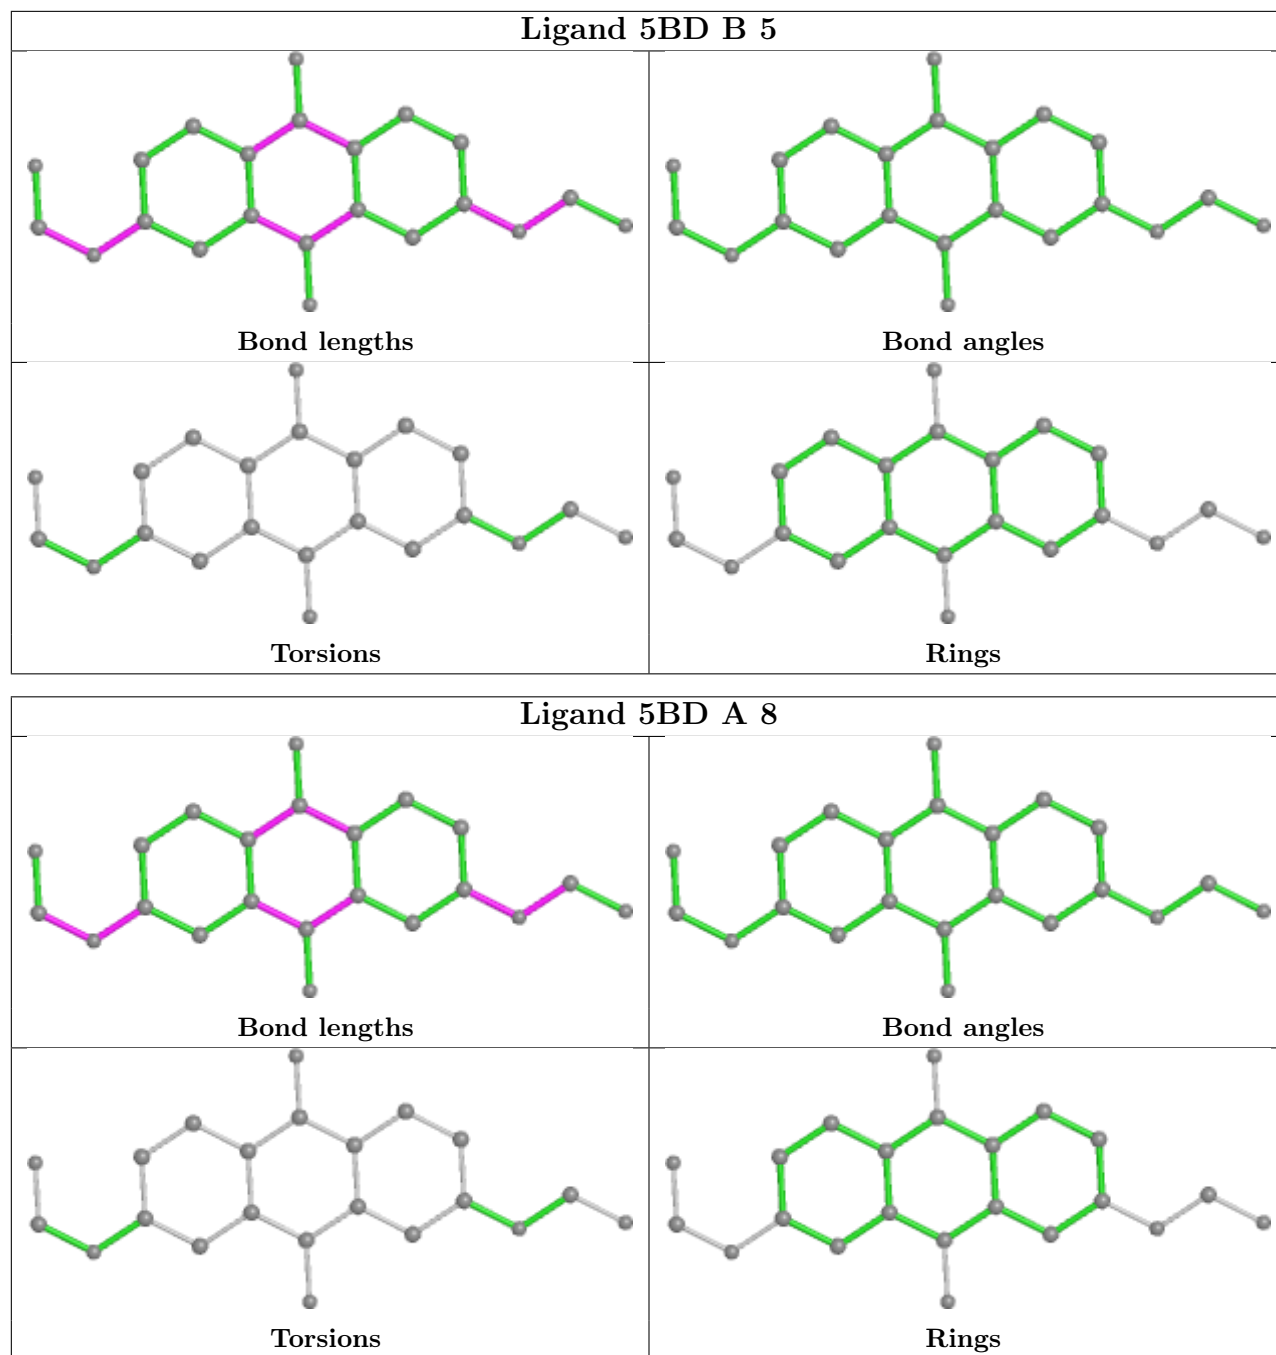 Ligand 5BD B 5
Bond lengths
Bond angles
Torsions
Rings
Ligand 5BD A 8
Bond lengths
Bond angles
Torsions
Rings